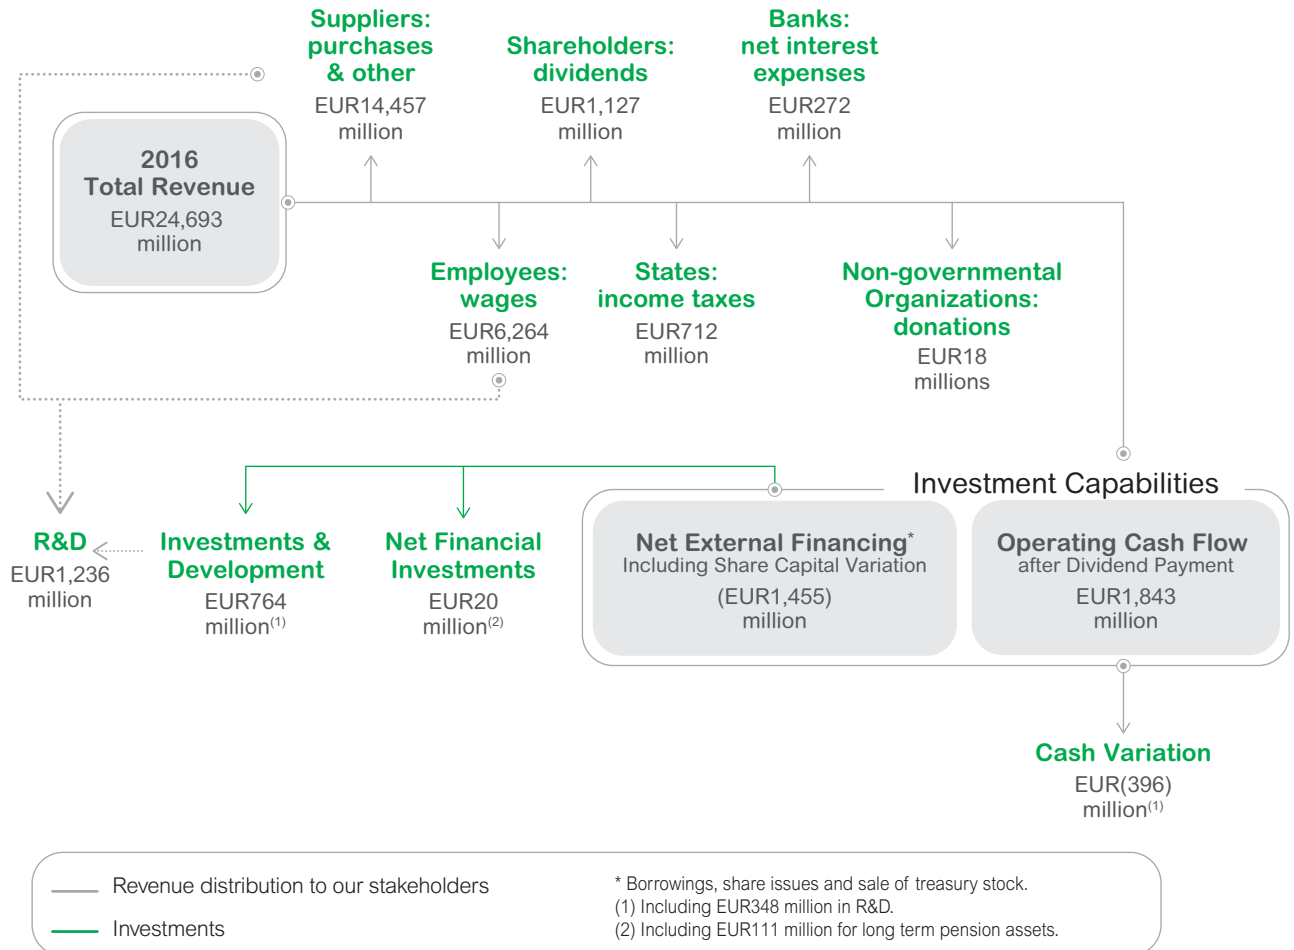 Suppliers:
purchases
& other
EUR14,457
million
Shareholders:
dividends
EUR1,127
million
Banks:
net interest
expenses
EUR272
million
2016
Total Revenue
EUR24,693
million
Employees:
wages
EUR6,264
million
States:
income taxes
EUR712
million
Non-governmental
Organizations:
donations
EUR18
millions
Investment Capabilities
R&D
EUR1,236
million
Investments &
Development
EUR764
million(1)
Net Financial
Investments
EUR20
million(2)
Net External Financing*
Including Share Capital Variation
(EUR1,455)
million
Operating Cash Flow
after Dividend Payment
EUR1,843
million
Cash Variation
EUR(396)
million(1)
Revenue distribution to our stakeholders
Investments
* Borrowings, share issues and sale of treasury stock.
(1) Including EUR348 million in R&D.
(2) Including EUR111 million for long term pension assets.